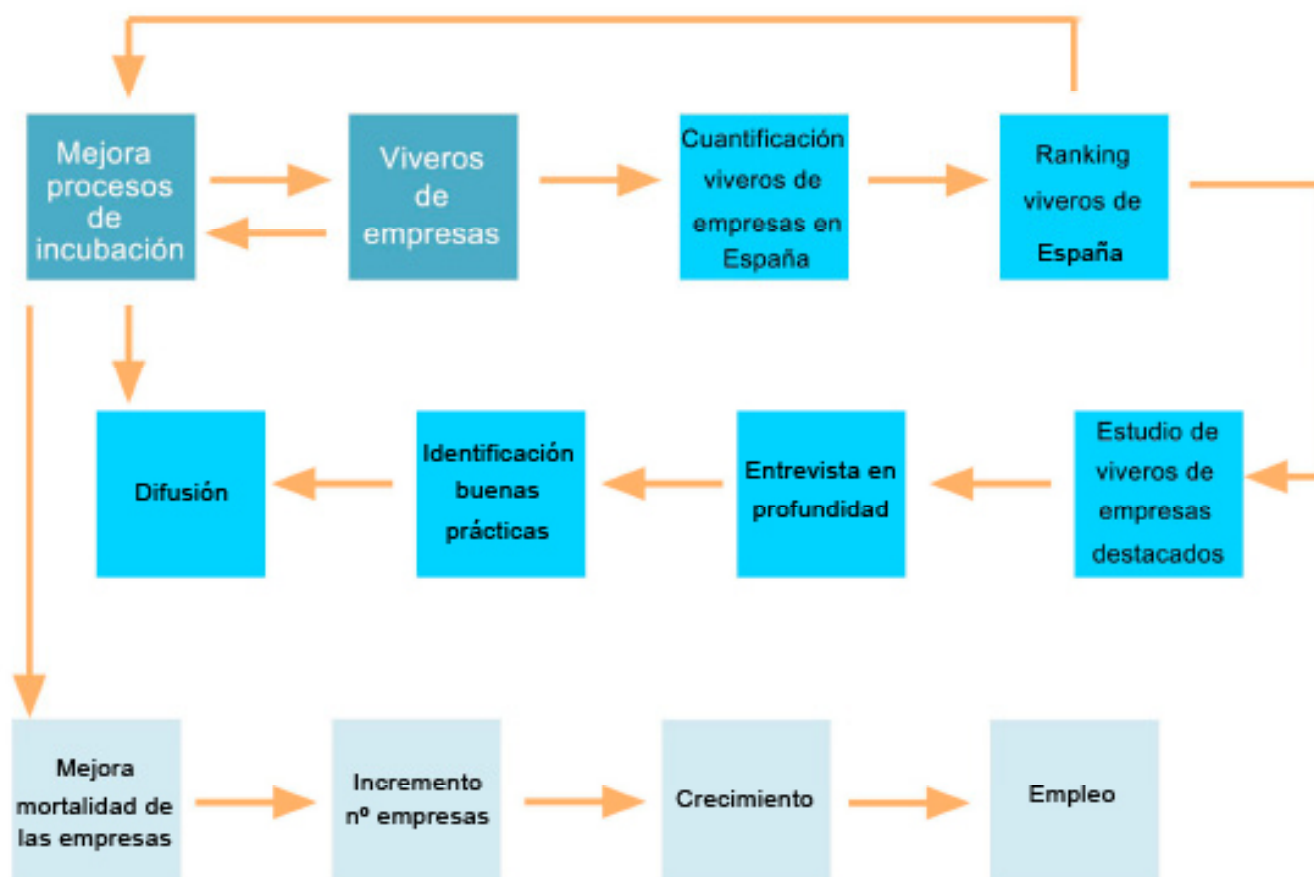 Mejora
procesos
de
incubación
Viveros
de
empresas
Cuantificación
viveros de
empresas en
España
Ranking
viveros de
España
Difusión
Identificación
buenas
prácticas
Entrevista en
profundidad
Estudio de
viveros de
empresas
destacados
Mejora
mortalidad de
las empresas
Incremento
nº empresas
Crecimiento
Empleo